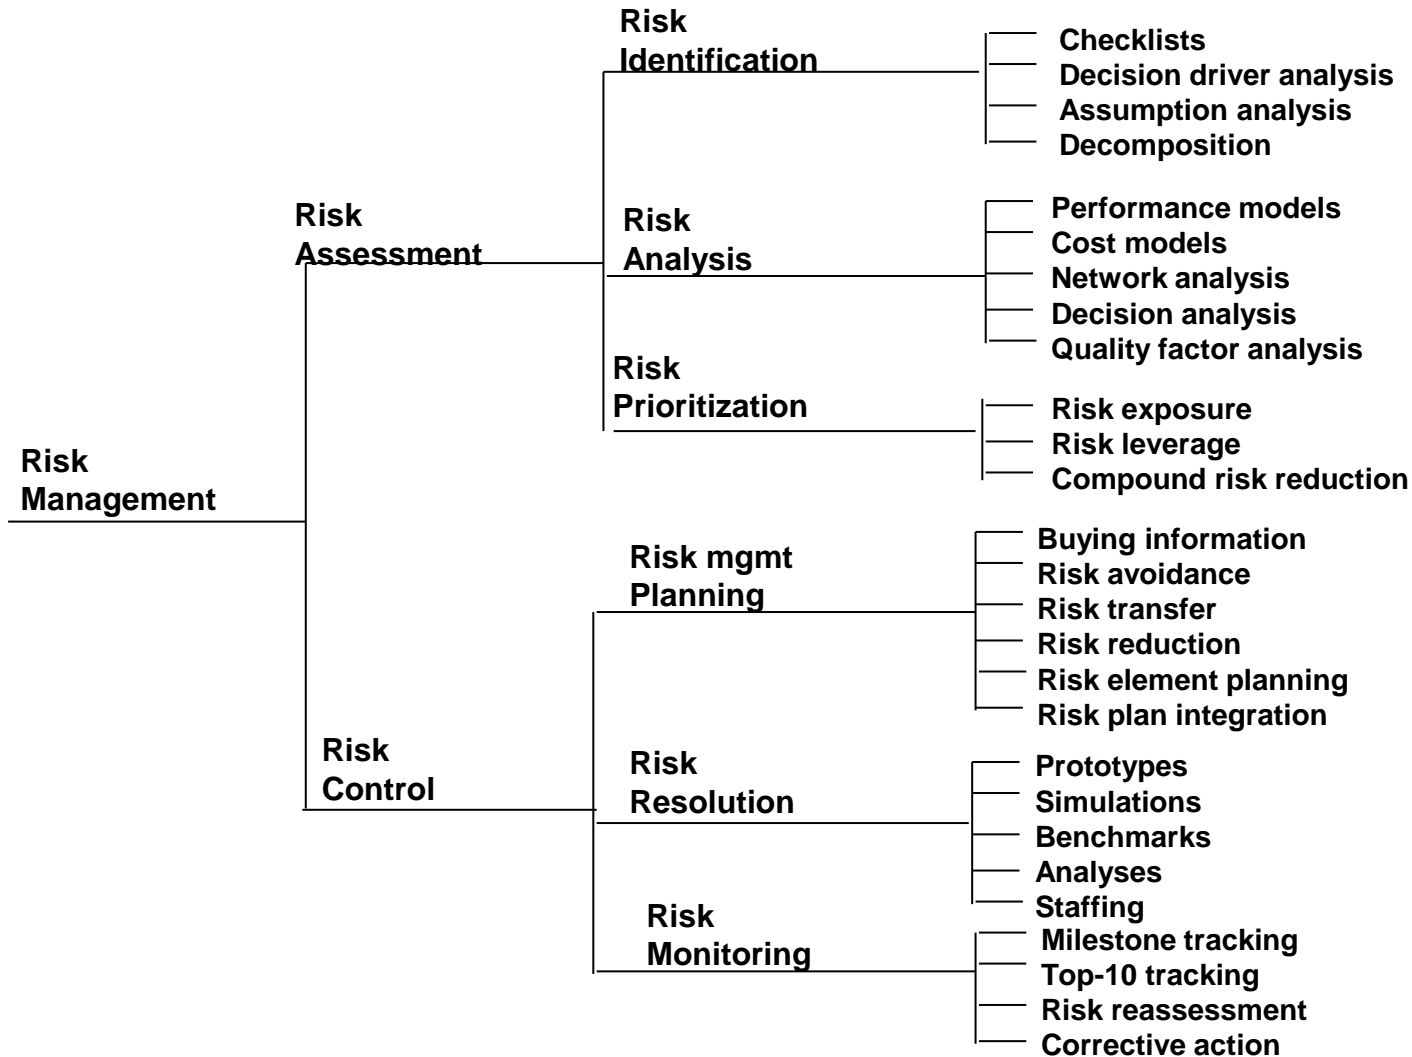 Risk
Management
Risk
Assessment
Risk
Identification
Checklists
Decision driver analysis
Assumption analysis
Decomposition
Risk
Analysis
Performance models
Cost models
Network analysis
Decision analysis
Quality factor analysis
Risk
Prioritization
Risk exposure
Risk leverage
Compound risk reduction
Risk
Control
Risk mgmt
Planning
Buying information
Risk avoidance
Risk transfer
Risk reduction
Risk element planning
Risk plan integration
Risk
Resolution
Prototypes
Simulations
Benchmarks
Analyses
Staffing
Risk
Monitoring
Milestone tracking
Top-10 tracking
Risk reassessment
Corrective action